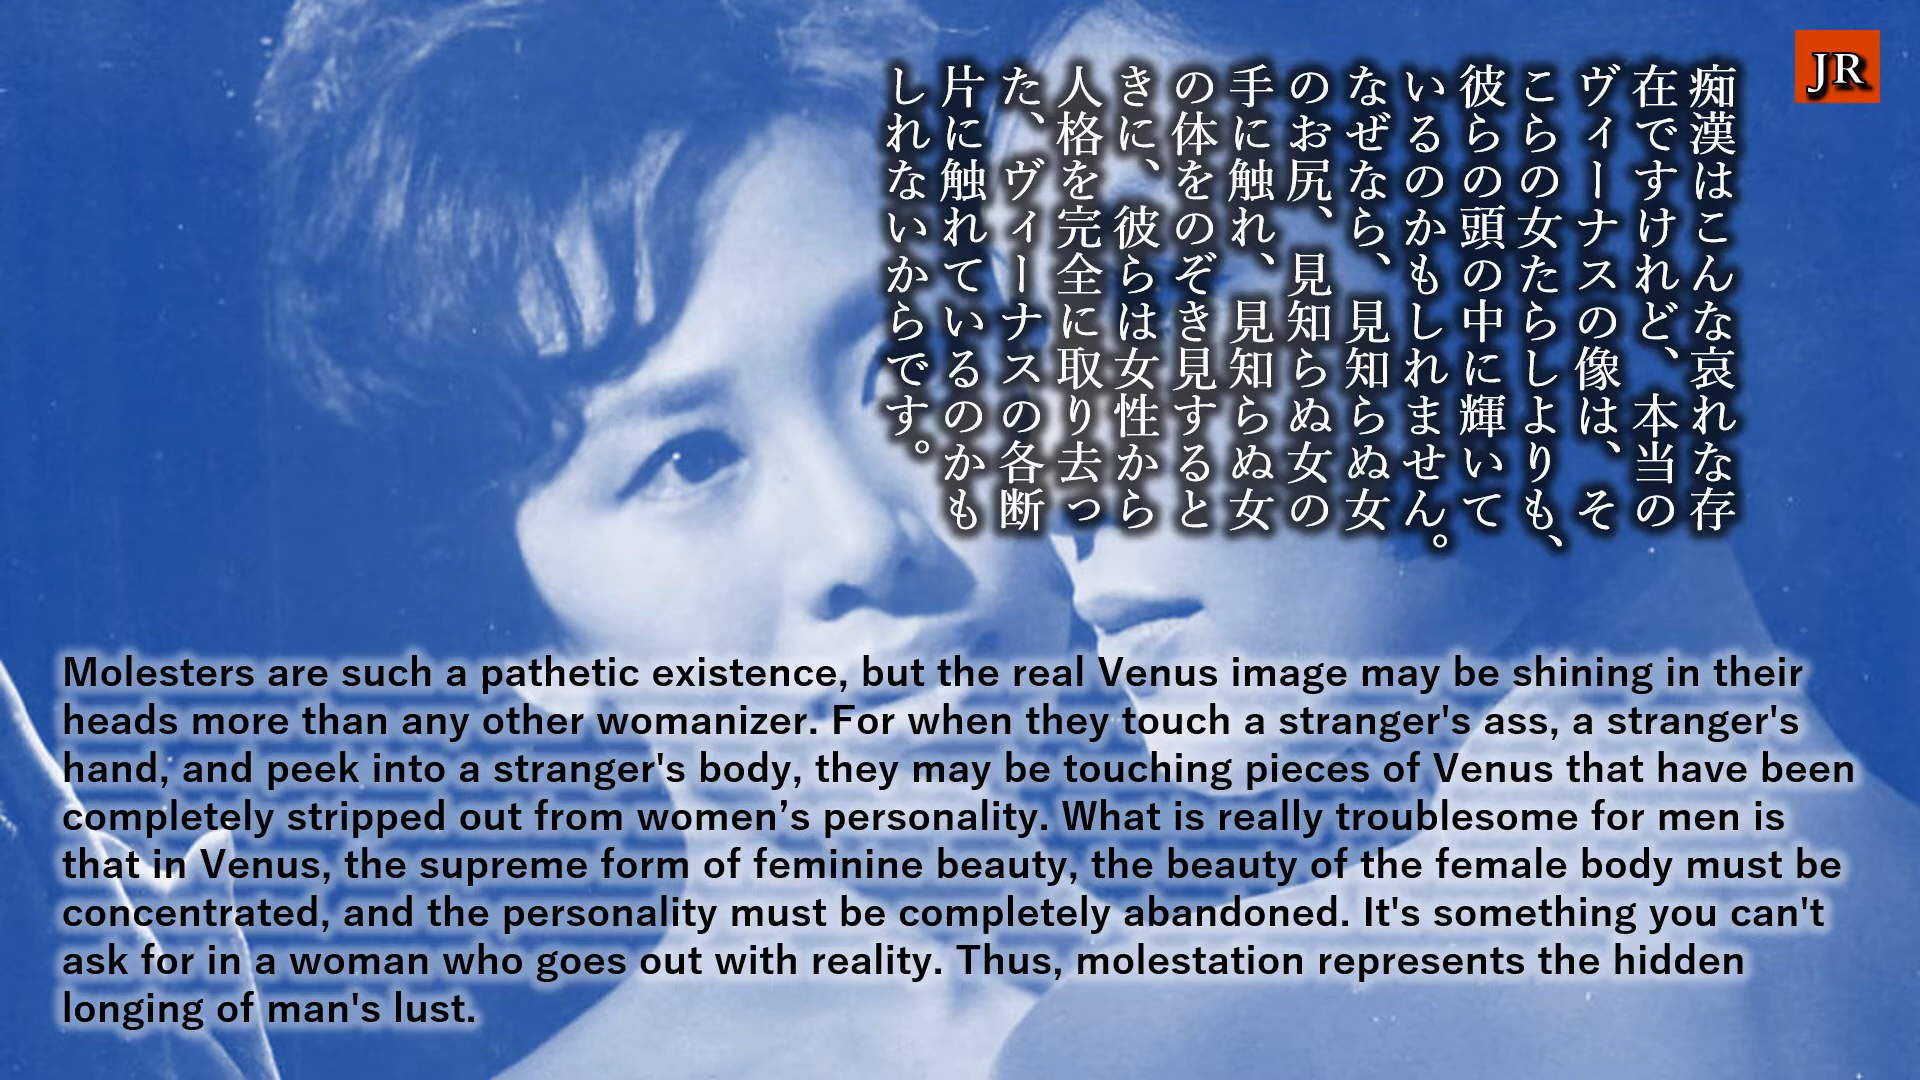 JR
痴漢はこんな哀れな存
在ですけれど、本当の
ヴィーナスの像は、そ
こらの女たらしよりも、
彼らの頭の中に輝いて
いるのかもしれません。
なぜなら、見知らぬ女
のお尻、見知らぬ女の
手に触れ、見知らぬ女
の体をのぞき見すると
きに、彼らは女性から
人格を完全に取り去っ
た、ヴィーナスの各断
片に触れているのかも
しれないからです。
Molesters are such a pathetic existence, but the real Venus image may be shining in their
heads more than any other womanizer. For when they touch a stranger's ass, a stranger's
hand, and peek into a stranger's body, they may be touching pieces of Venus that have been
completely stripped out from women’s personality. What is really troublesome for men is
that in Venus, the supreme form of feminine beauty, the beauty of the female body must be
concentrated, and the personality must be completely abandoned. It's something you can't
ask for in a woman who goes out with reality. Thus, molestation represents the hidden
longing of man's lust.